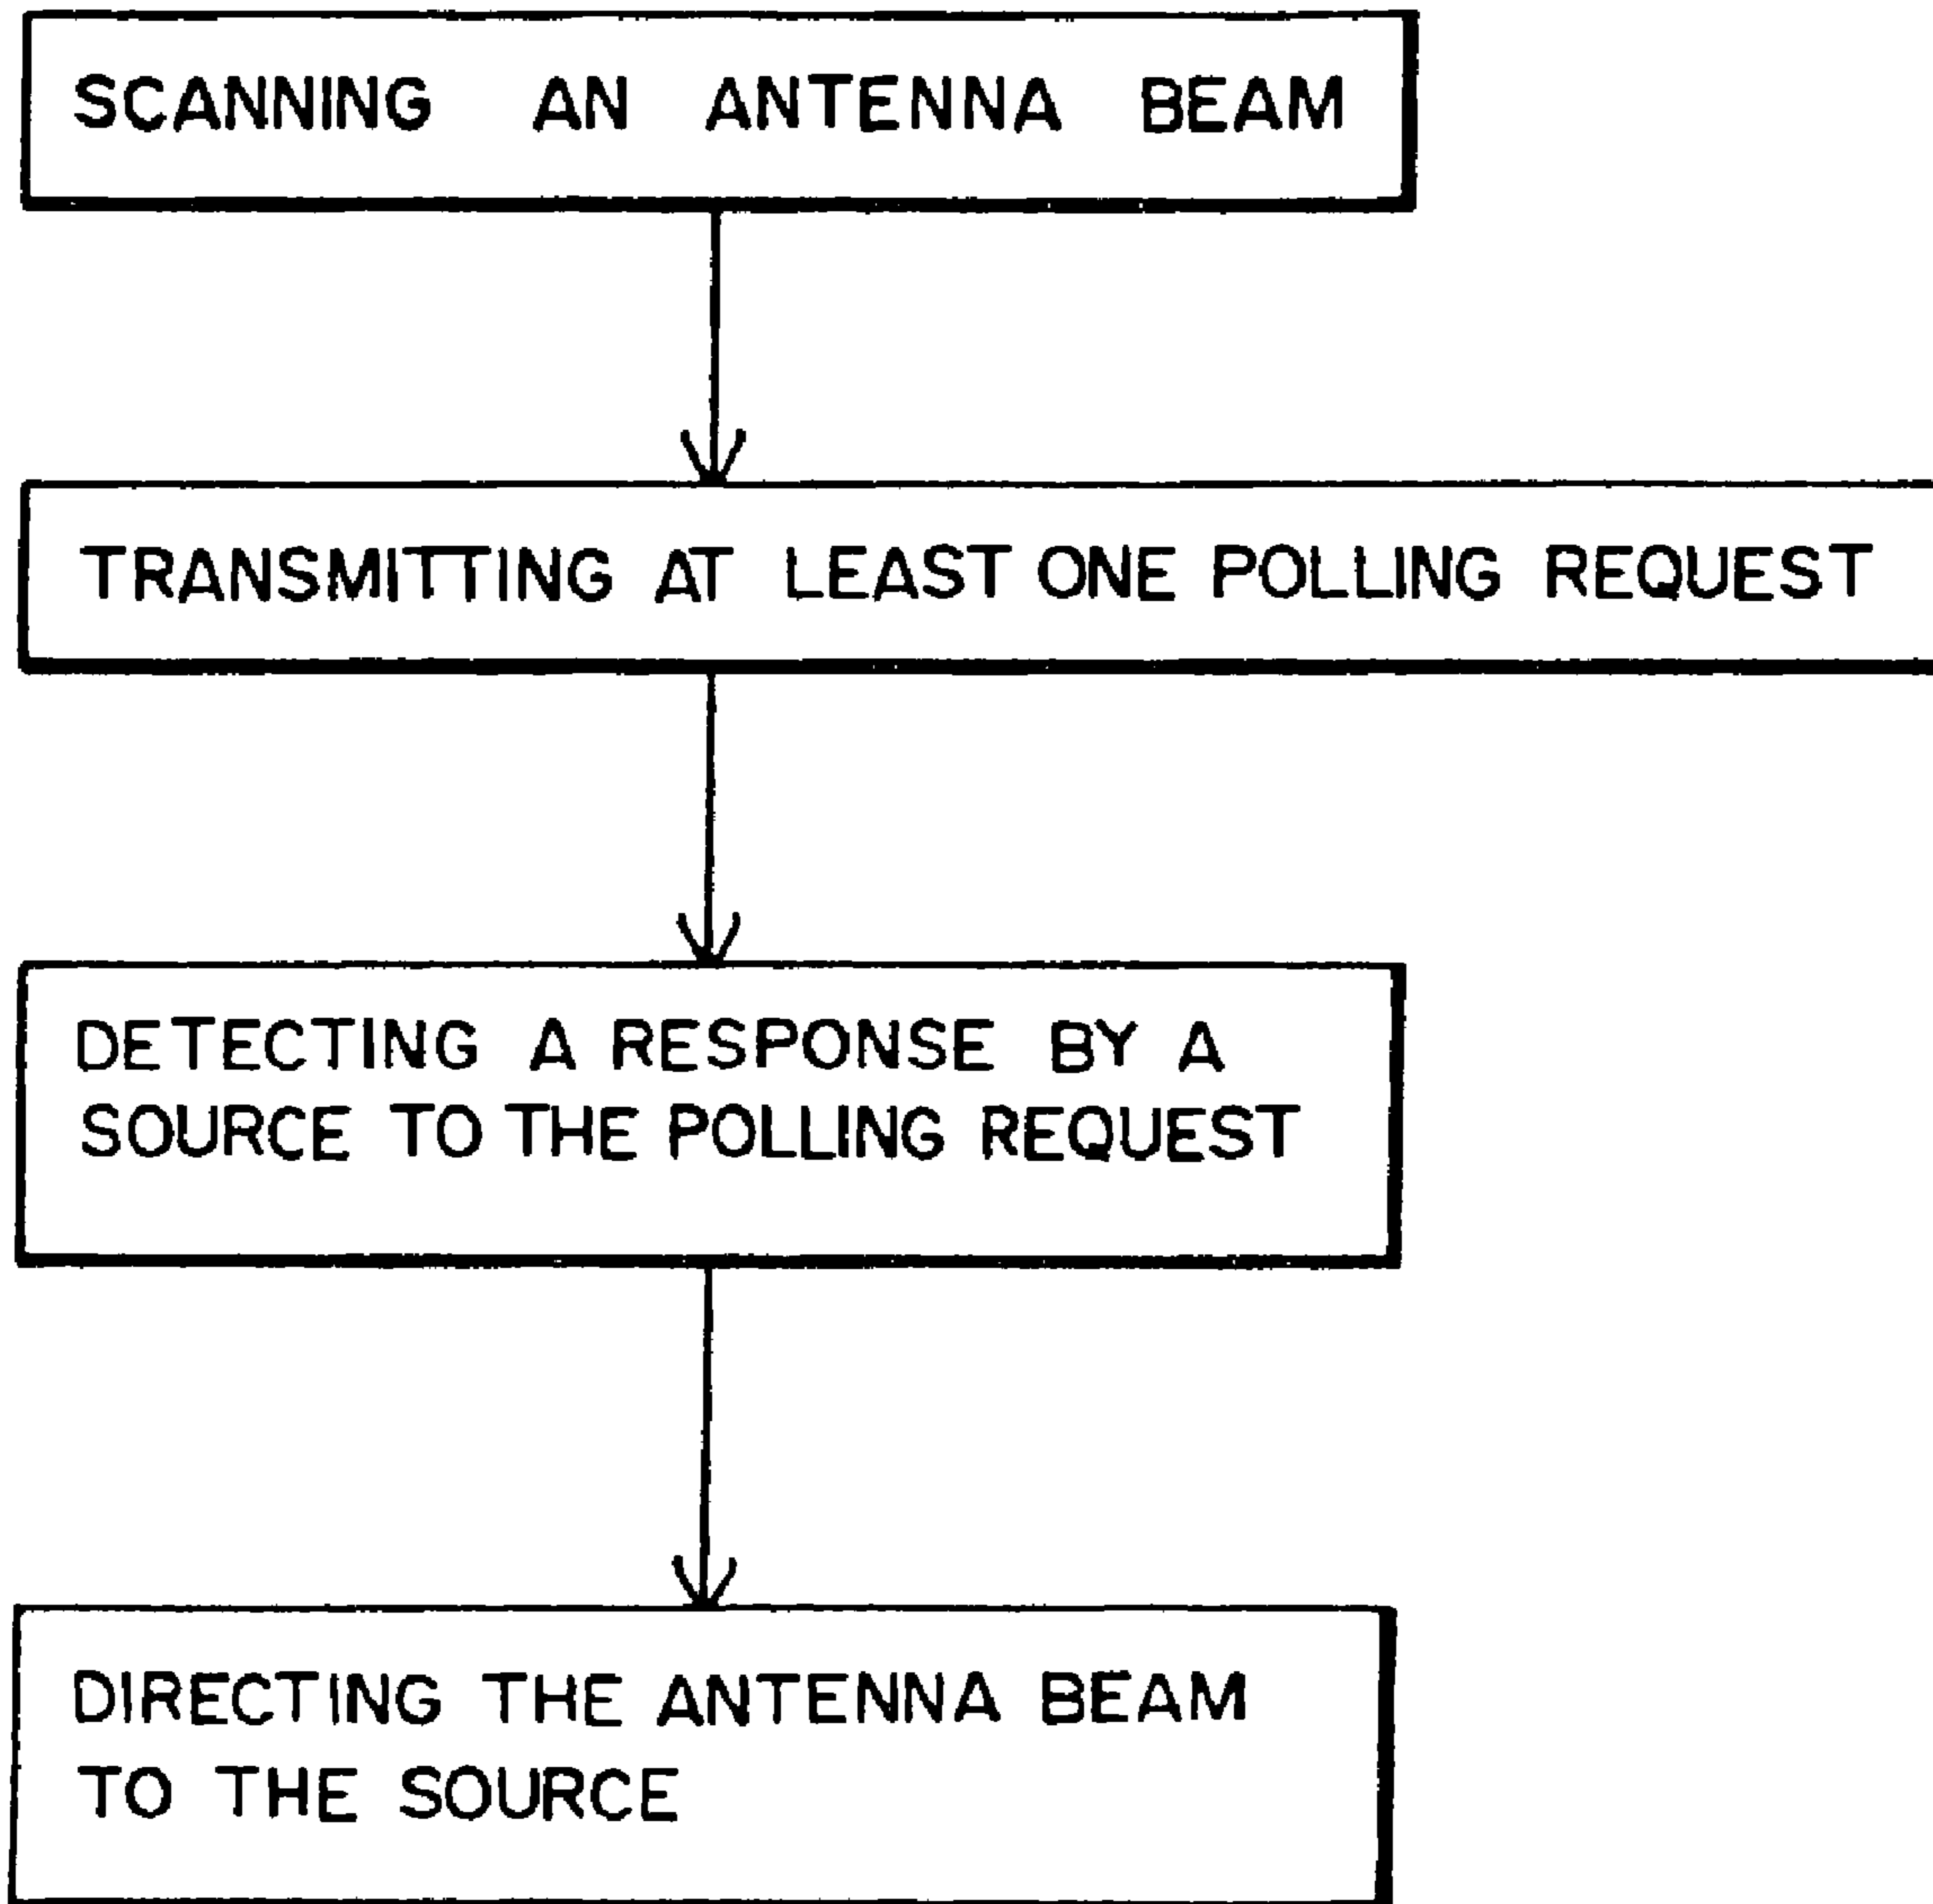 SCANNING AN ANTENNA BEAM
TRANSMITTING AT LEAST ONE POLLING REQUEST
DETECTING A RESPONSE BY A
SOURCE TO THE POLLING REQUEST
DIRECTING THE ANTENNA BEAM
TO THE SOURCE